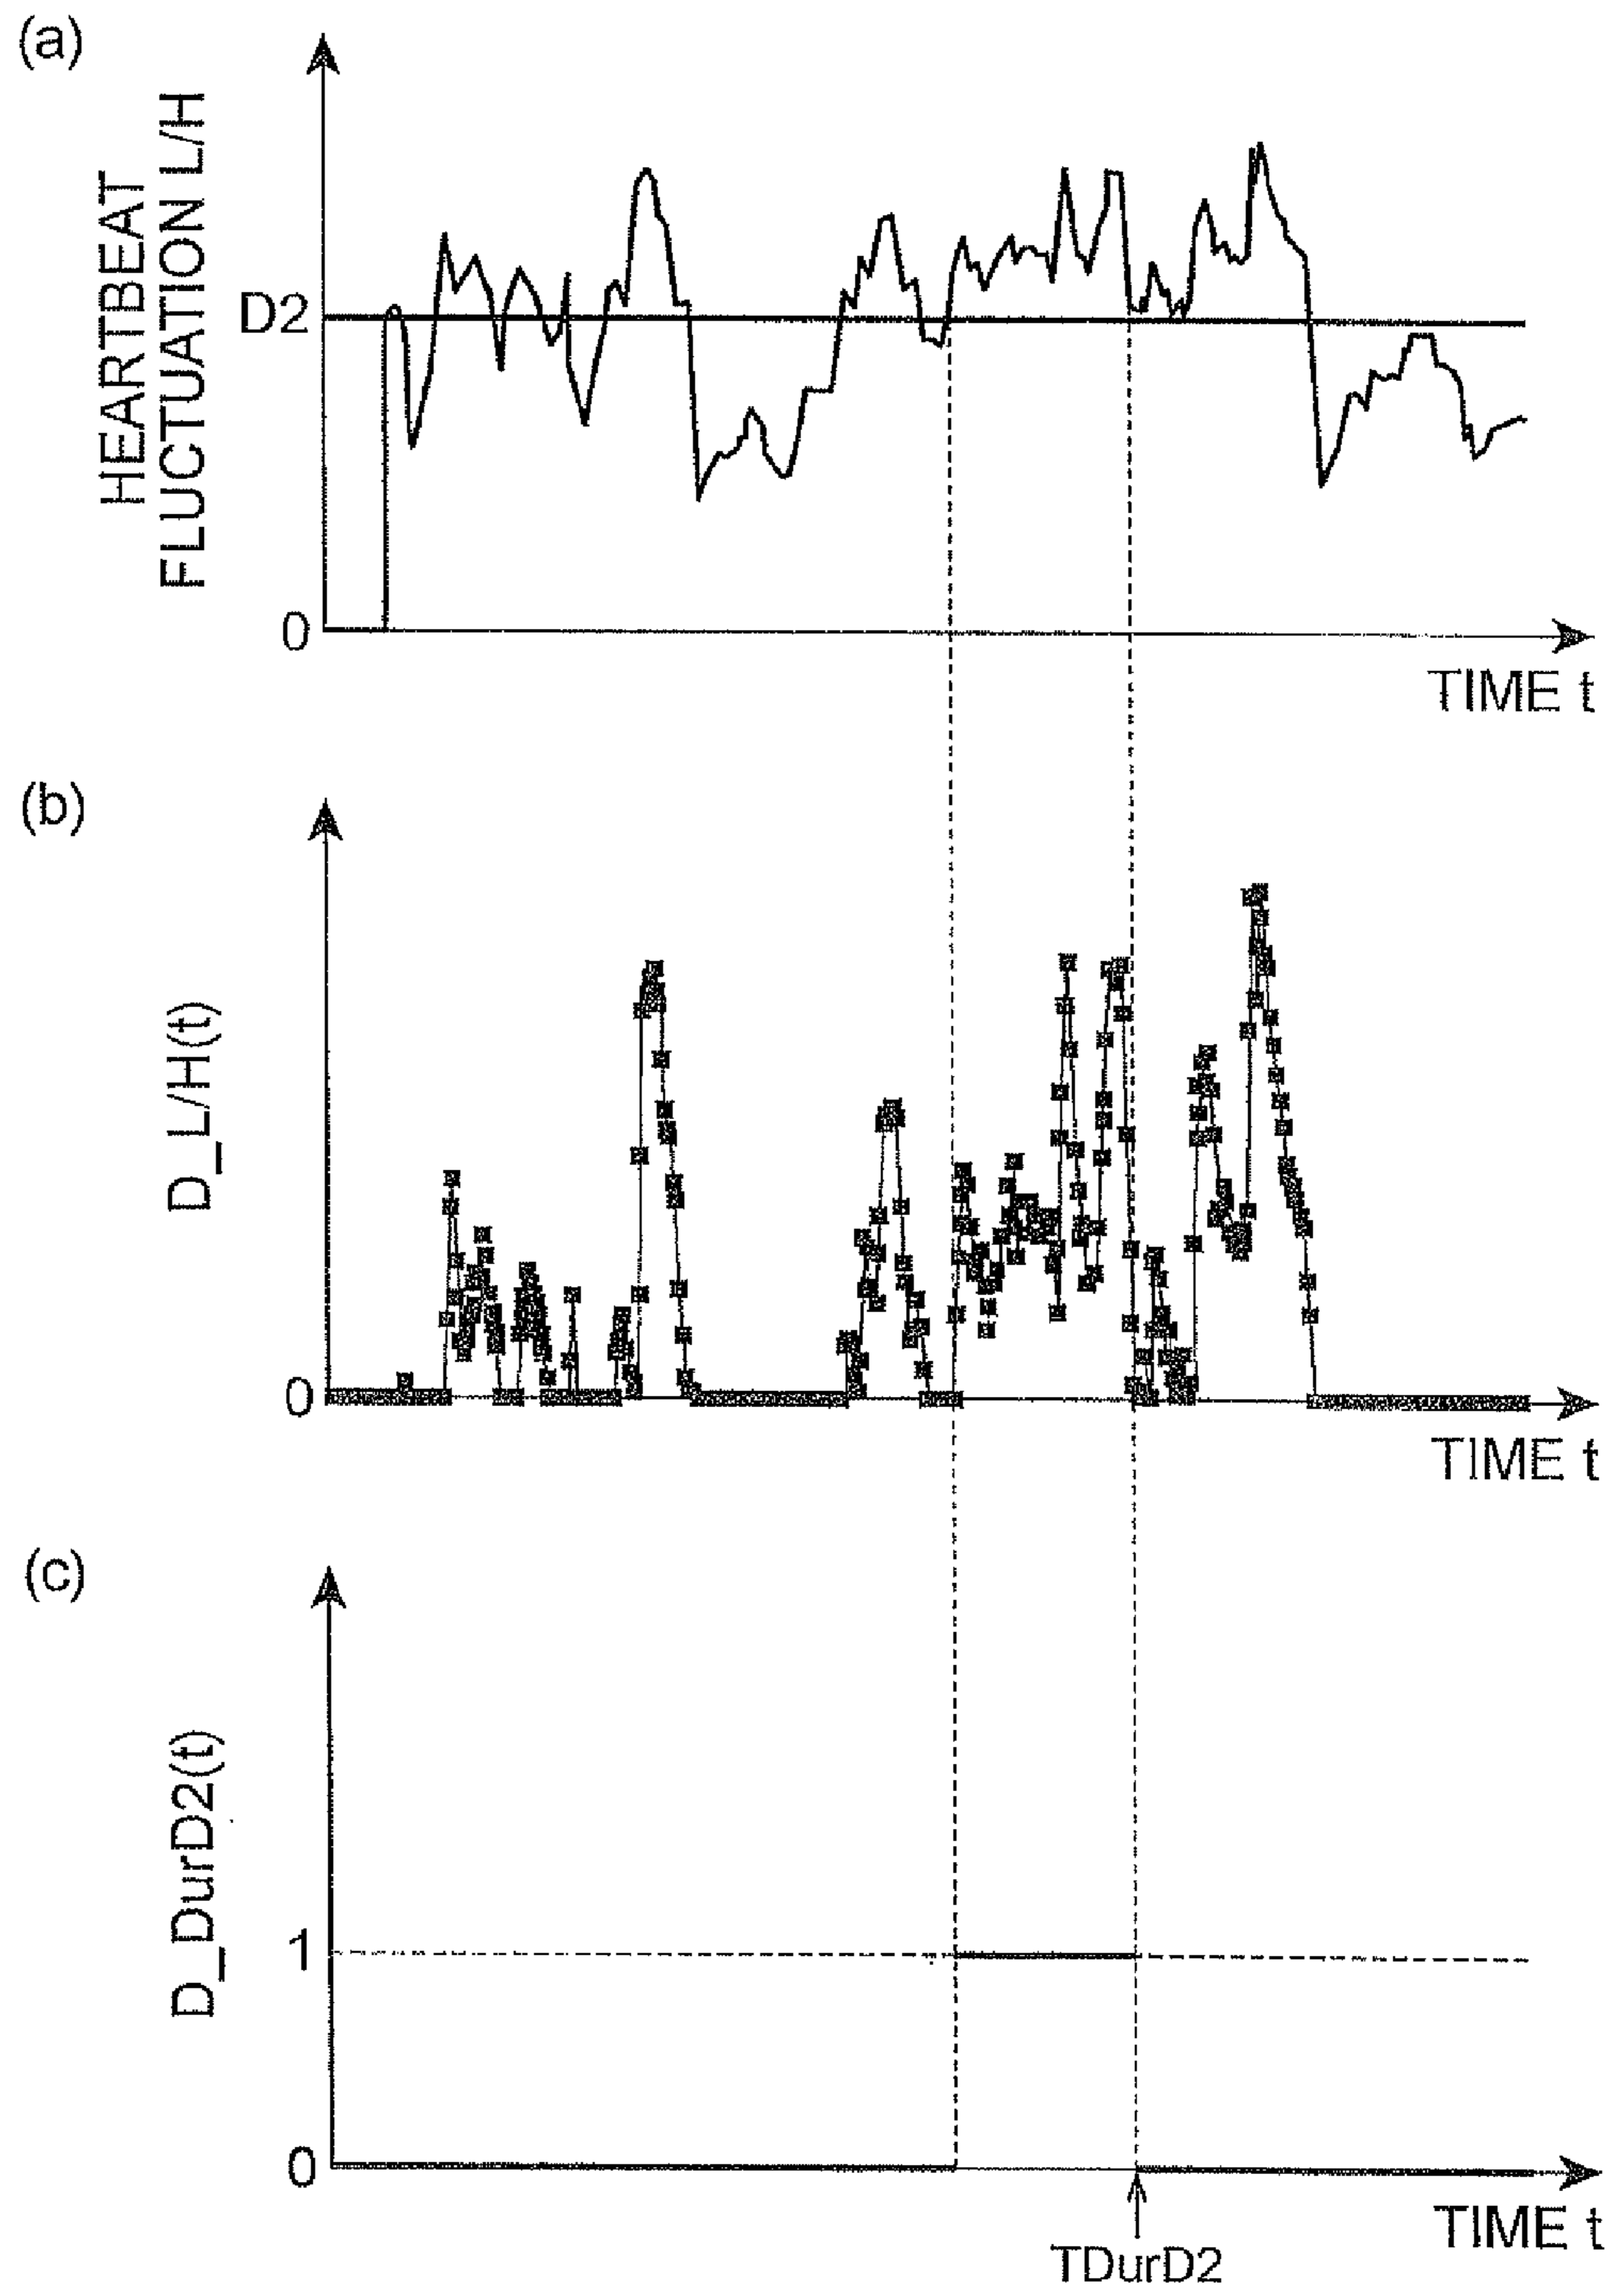 (a)
HEARTBEAT
FLUCTUATION L/H
D2
0
TIME t
(b)
D_L/H(t)
0
TIME t
(c)
D_DurD2(t)
1
0
TIME t
TDurD2